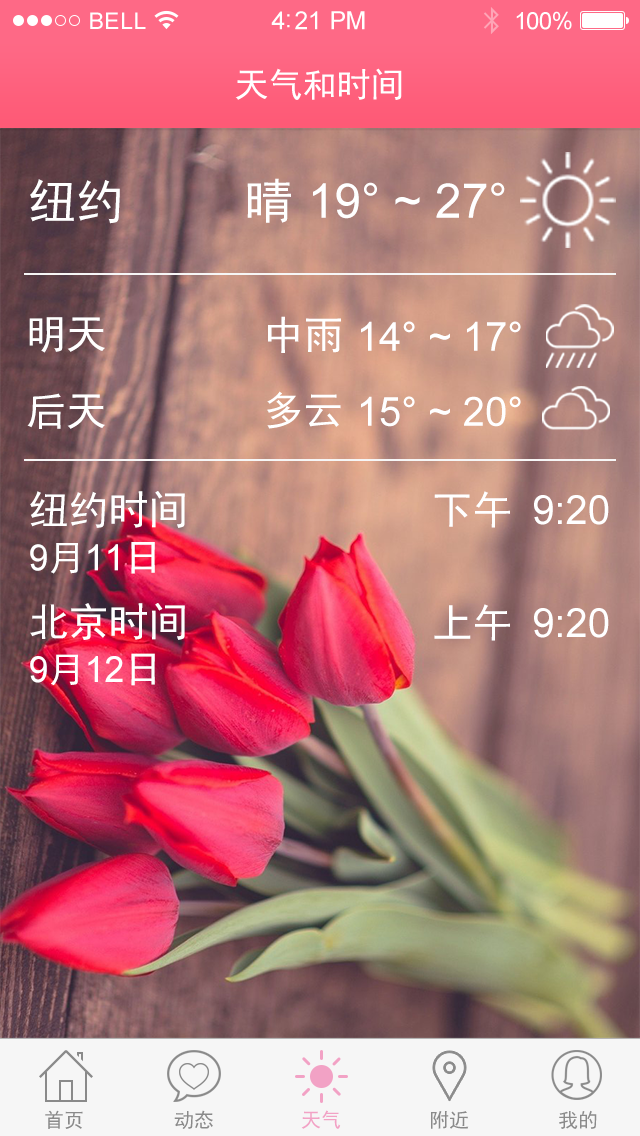 BELL 4:21 PM 100%
天气和时间
纽约 晴 19° ~ 27°
明天 中雨 14° ~ 17°
后天 多云 15° ~ 20°
纽约时间 下午 9:20
9月11日
北京时间 上午 9:20
9月12日
首页 动态 天气 附近 我的